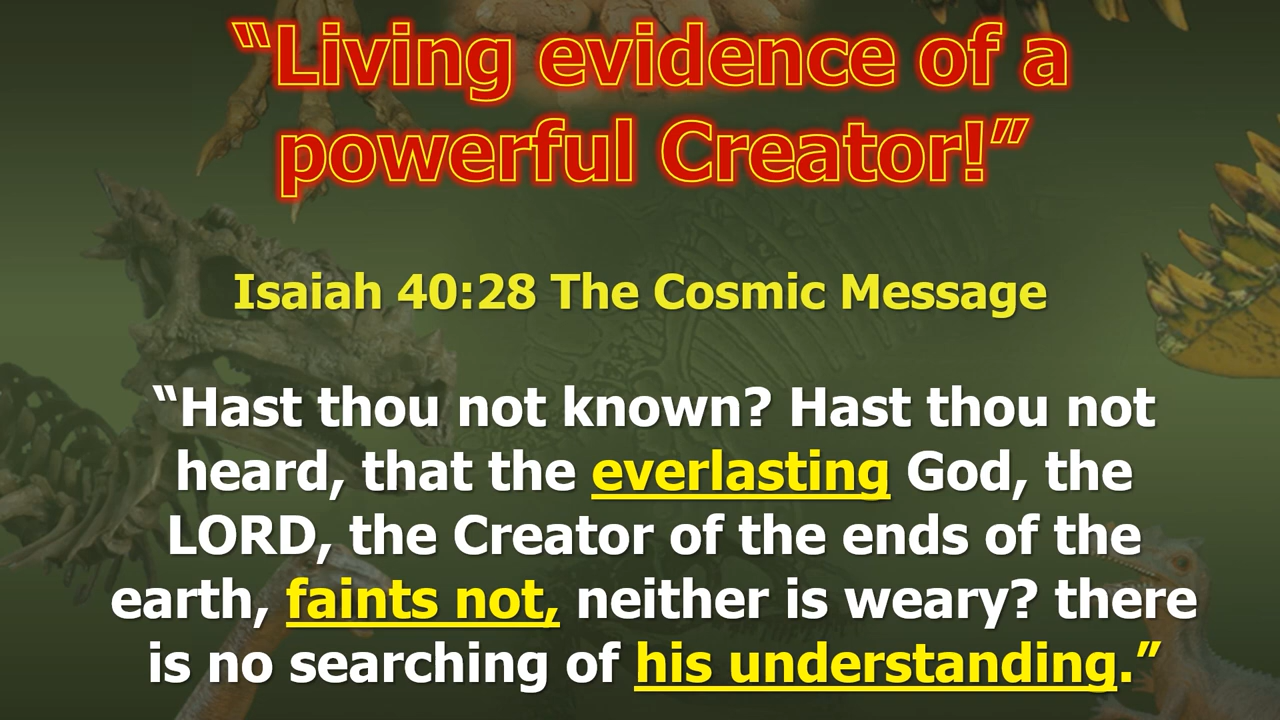 “Living evidence of a
powerful Creator!”
Isaiah 40:28 The Cosmic Message
“Hast thou not known? Hast thou not
heard, that the everlasting God, the
LORD, the Creator of the ends of the
earth, faints not, neither is weary? there
is no searching of his understanding.”